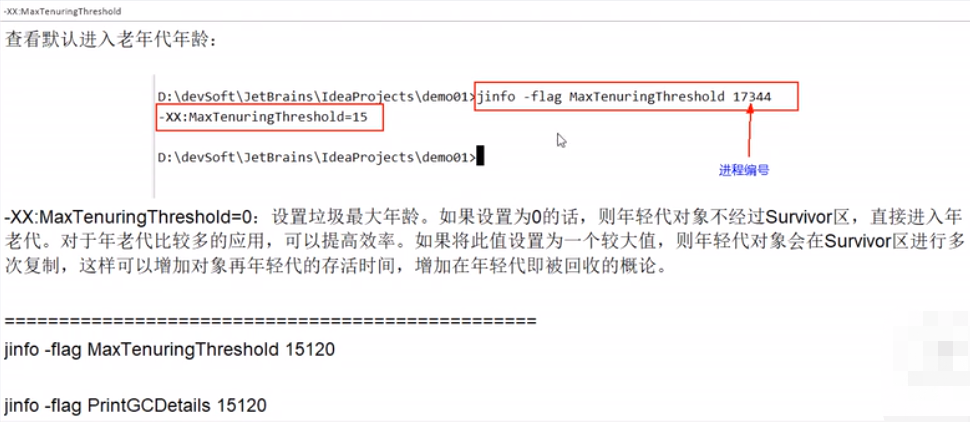 -XX:MaxTenuringThreshold
查看默认进入老年代年龄：
D:\devSoft\JetBrains\IdeaProjects\demo01>jinfo -flag MaxTenuringThreshold 17344
-XX:MaxTenuringThreshold=15
D:\devSoft\JetBrains\IdeaProjects\demo01>
进程编号
-XX:MaxTenuringThreshold=0：设置垃圾最大年龄。如果设置为0的话，则年轻代对象不经过Survivor区，直接进入年
老代。对于年老代比较多的应用，可以提高效率。如果将此值设置为一个较大值，则年轻代对象会在Survivor区进行多
次复制，这样可以增加对象再年轻代的存活时间，增加在年轻代即被回收的概论。
=================================================
jinfo -flag MaxTenuringThreshold 15120
jinfo -flag PrintGCDetails 15120